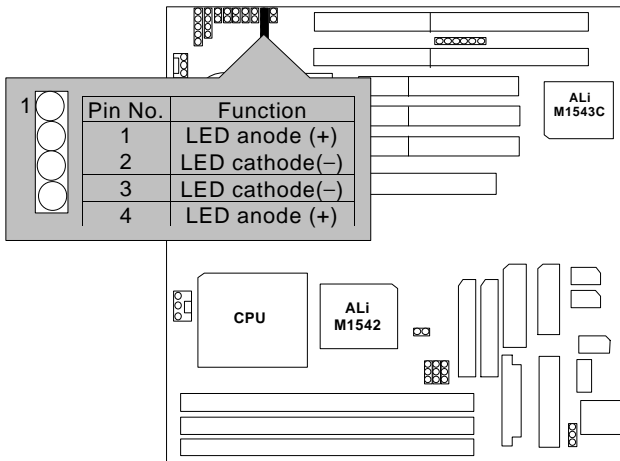 ALi
M1543C
1
Pin No. Function
1 LED anode (+)
2 LED cathode(−)
3 LED cathode(−)
4 LED anode (+)
CPU
ALi
M1542